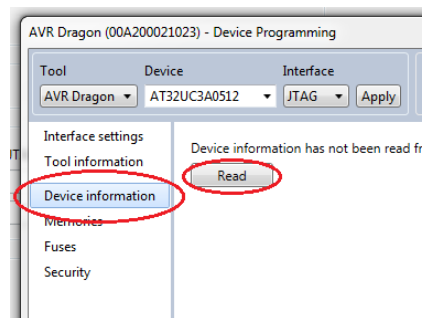 AVR Dragon (00A200021023) - Device Programming
Tool Device Interface
AVR Dragon AT32UC3A0512 JTAG Apply
Interface settings
Tool information
Device information has not been read fr
Read
Device information
Memories
Fuses
Security